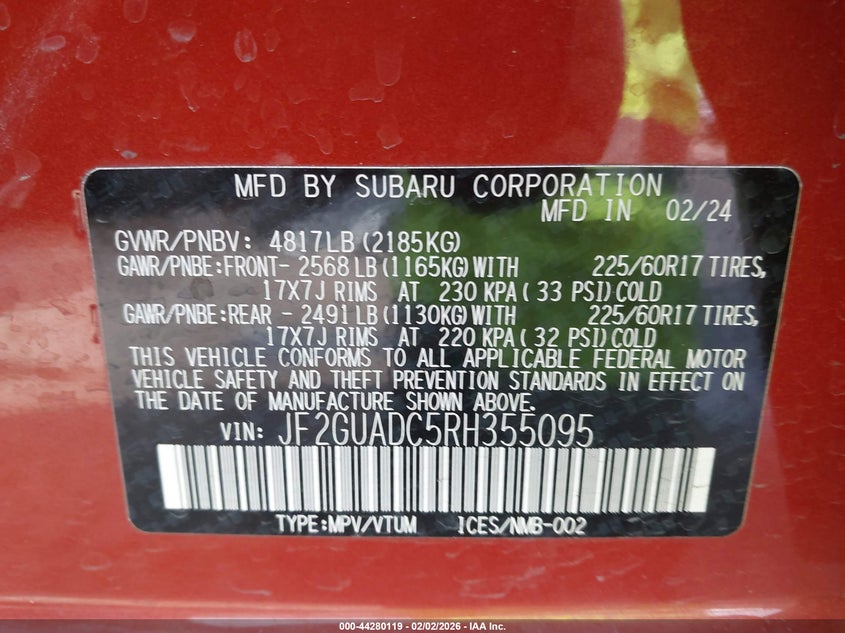 MFD BY SUBARU CORPORATION
MFD IN 02/24
GVWR/PNBV: 4817LB (2185KG)
GAWR/PNBE:FRONT- 2568 LB (1165KG) WITH 225/60R17 TIRES,
17X7J RIMS AT 230 KPA ( 33 PSI) COLD
GAWR/PNBE:REAR - 2491 LB (1130KG) WITH 225/60R17 TIRES,
17X7J RIMS AT 220 KPA ( 32 PSI) COLD
THIS VEHICLE CONFORMS TO ALL APPLICABLE FEDERAL MOTOR
VEHICLE SAFETY AND THEFT PREVENTION STANDARDS IN EFFECT ON
THE DATE OF MANUFACTURE SHOWN ABOVE.
VIN: JF2GUADC5RH355095
TYPE:MPV/VTUM ICES/NMB-002
000-44280119 - 02/02/2026 - IAA Inc.